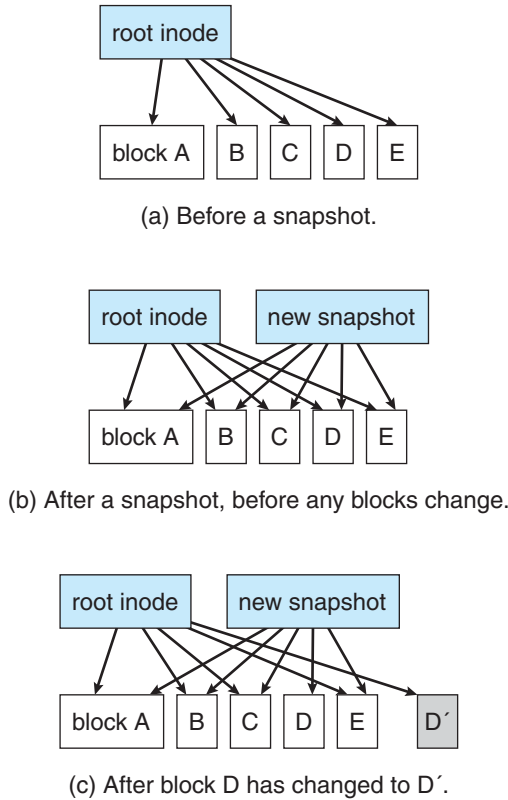 root inode
block A B C D E
(a) Before a snapshot.
root inode new snapshot
block A B C D E
(b) After a snapshot, before any blocks change.
root inode new snapshot
block A B C D E D´
(c) After block D has changed to D´.